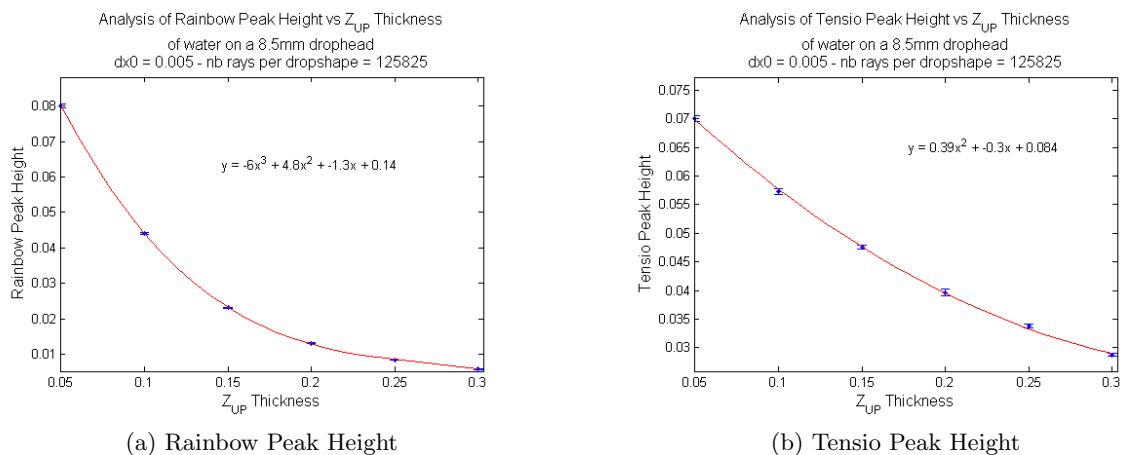 Analysis of Rainbow Peak Height vs Z_UP Thickness
of water on a 8.5mm drophead
dx0 = 0.005 - nb rays per dropshape = 125825
0.08
0.07
0.06
0.05
0.04
0.03
0.02
0.01
Rainbow Peak Height
y = -6x^3 + 4.8x^2 + -1.3x + 0.14
0.05 0.1 0.15 0.2 0.25 0.3
Z_UP Thickness
(a) Rainbow Peak Height
Analysis of Tensio Peak Height vs Z_UP Thickness
of water on a 8.5mm drophead
dx0 = 0.005 - nb rays per dropshape = 125825
0.07
0.065
0.06
0.055
0.05
0.045
0.04
0.035
0.03
Tensio Peak Height
y = 0.39x^2 + -0.3x + 0.084
0.05 0.1 0.15 0.2 0.25 0.3
Z_UP Thickness
(b) Tensio Peak Height